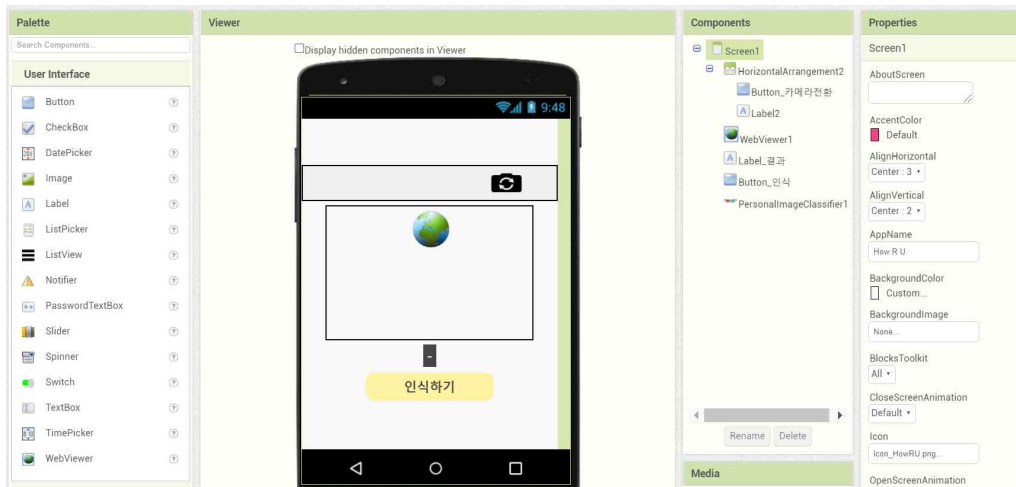 Palette
Search Components...
User Interface
Button
CheckBox
DatePicker
Image
Label
ListPicker
ListView
Notifier
PasswordTextBox
Slider
Spinner
Switch
TextBox
TimePicker
WebViewer
Viewer
Display hidden components in Viewer
9:48
-
인식하기
Components
Screen1
HorizontalArrangement2
Button_카메라전환
Label2
WebViewer1
Label_결과
Button_인식
PersonalImageClassifier1
Rename Delete
Media
Properties
Screen1
AboutScreen
AccentColor
Default
AlignHorizontal
Center : 3
AlignVertical
Center : 2
AppName
How R U
BackgroundColor
Custom...
BackgroundImage
None...
BlocksToolkit
All
CloseScreenAnimation
Default
Icon
Icon_HowRU.png...
OpenScreenAnimation